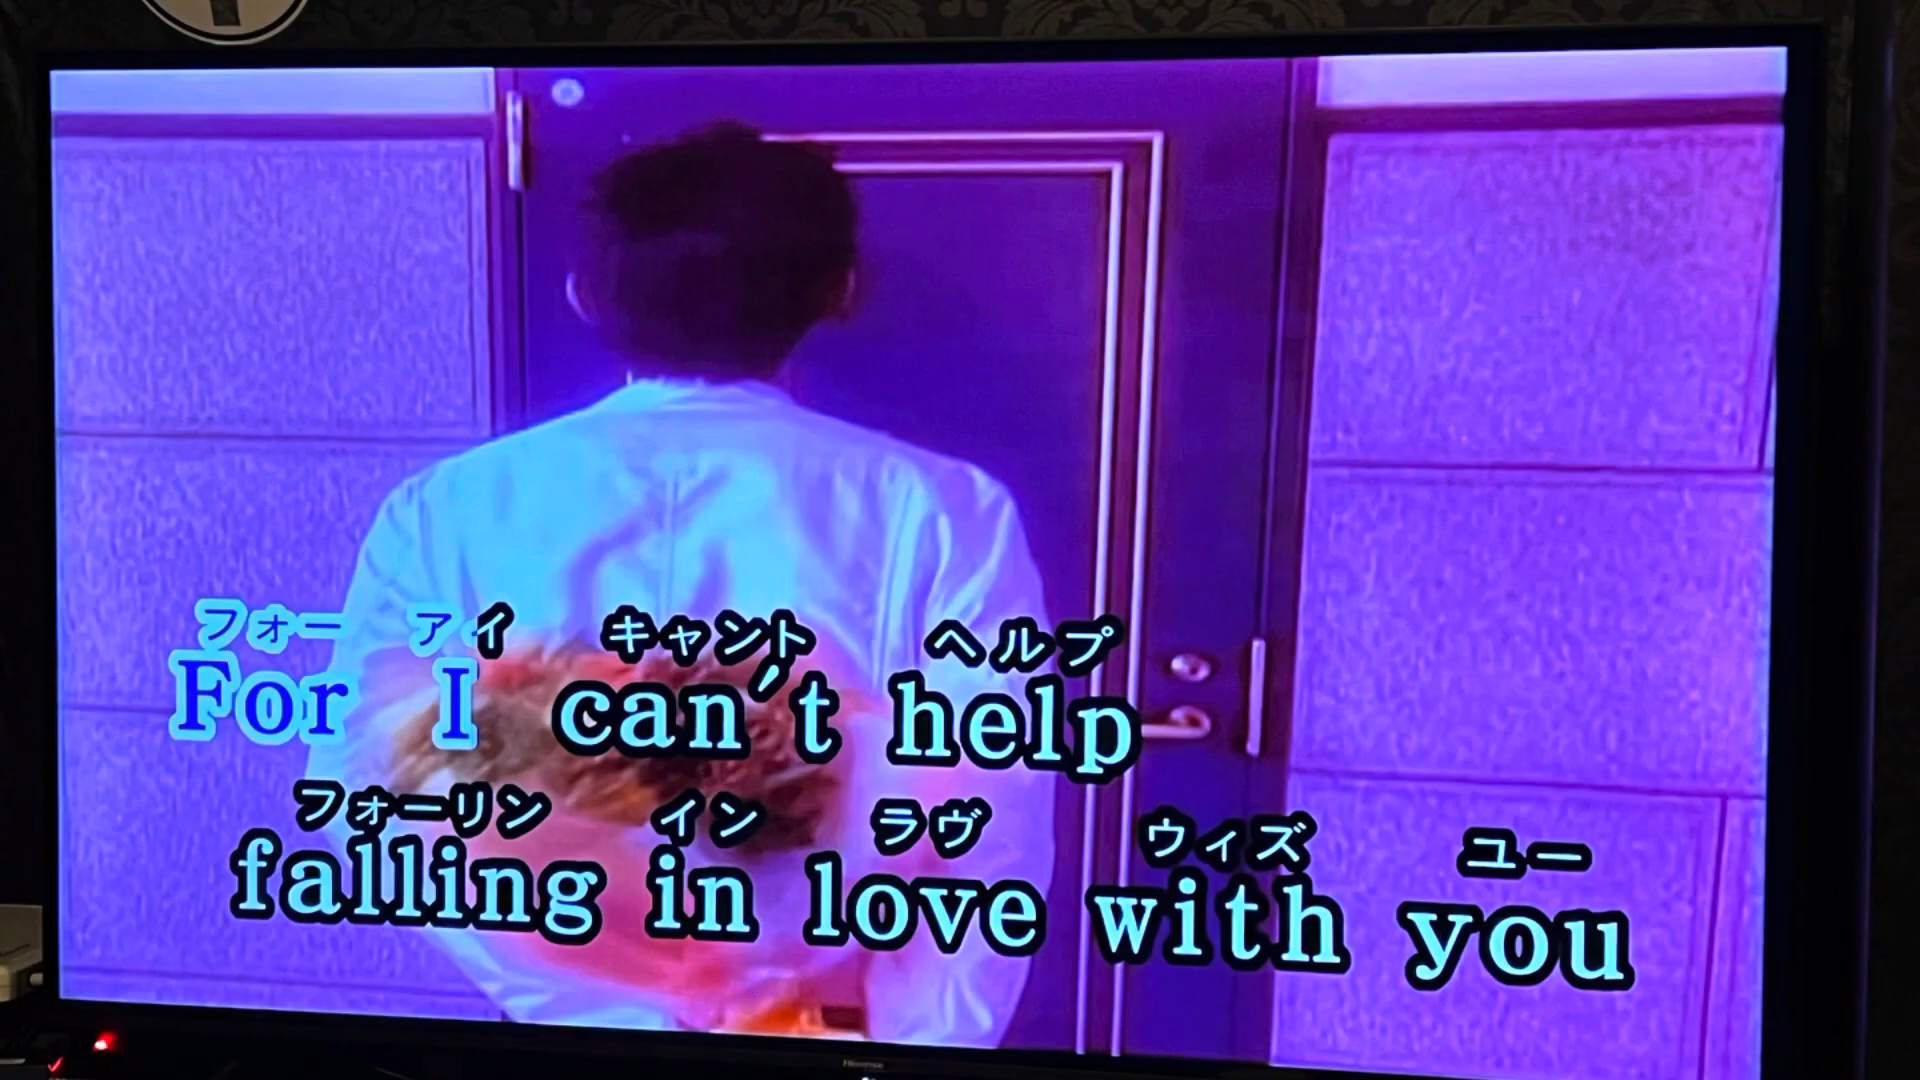 フォー アイ キャント ヘルプ
For I can't help
フォーリン イン ラヴ ウィズ ユー
falling in love with you
Hisense